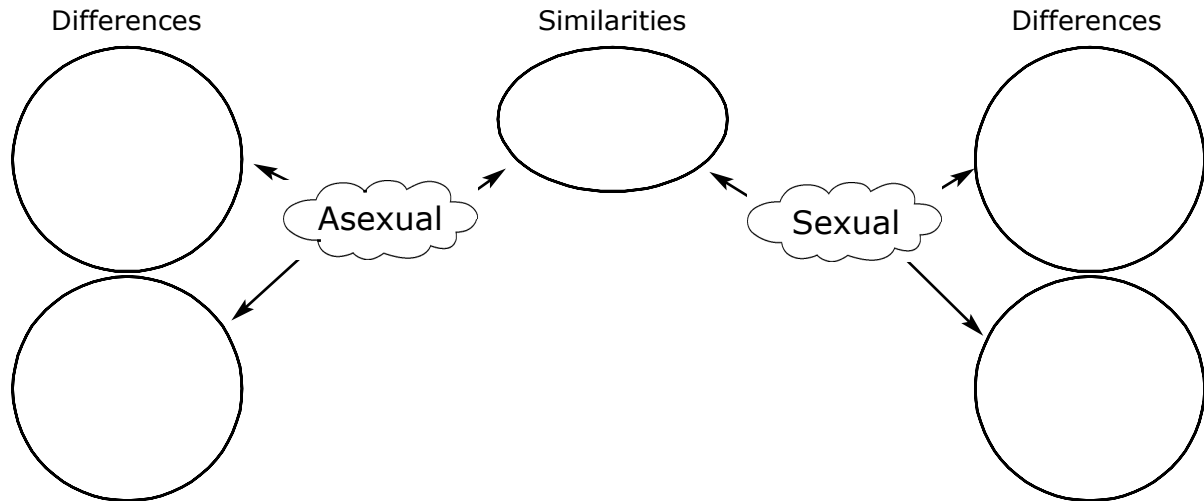 Differences
Similarities
Differences
Asexual
Sexual